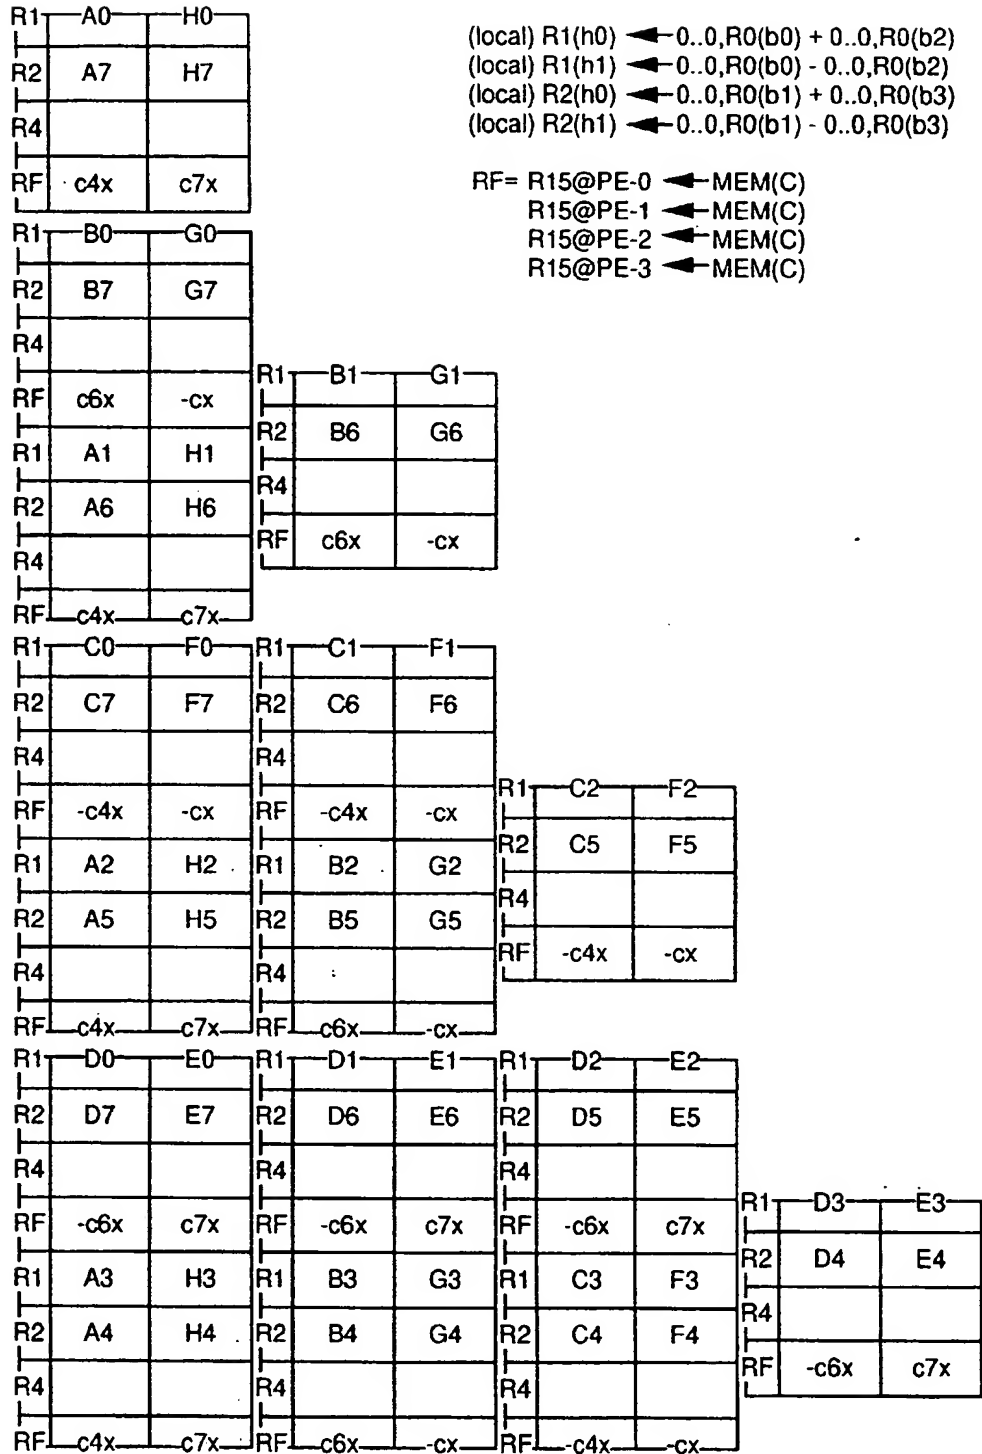 R1 A0 H0
R2 A7 H7
R4
RF c4x c7x
(local) R1(h0) ← 0..0,R0(b0) + 0..0,R0(b2)
(local) R1(h1) ← 0..0,R0(b0) - 0..0,R0(b2)
(local) R2(h0) ← 0..0,R0(b1) + 0..0,R0(b3)
(local) R2(h1) ← 0..0,R0(b1) - 0..0,R0(b3)
RF= R15@PE-0 ← MEM(C)
R15@PE-1 ← MEM(C)
R15@PE-2 ← MEM(C)
R15@PE-3 ← MEM(C)
R1 B0 G0
R2 B7 G7
R4
RF c6x -cx
R1 A1 H1
R2 A6 H6
R4
RF c4x c7x
R1 B1 G1
R2 B6 G6
R4
RF c6x -cx
R1 C0 F0
R2 C7 F7
R4
RF -c4x -cx
R1 A2 H2
R2 A5 H5
R4
RF c4x c7x
R1 C1 F1
R2 C6 F6
R4
RF -c4x -cx
R1 B2 G2
R2 B5 G5
R4
RF c6x -cx
R1 C2 F2
R2 C5 F5
R4
RF -c4x -cx
R1 D0 E0
R2 D7 E7
R4
RF -c6x c7x
R1 A3 H3
R2 A4 H4
R4
RF c4x c7x
R1 D1 E1
R2 D6 E6
R4
RF -c6x c7x
R1 B3 G3
R2 B4 G4
R4
RF c6x -cx
R1 D2 E2
R2 D5 E5
R4
RF -c6x c7x
R1 C3 F3
R2 C4 F4
R4
RF -c4x -cx
R1 D3 E3
R2 D4 E4
R4
RF -c6x c7x